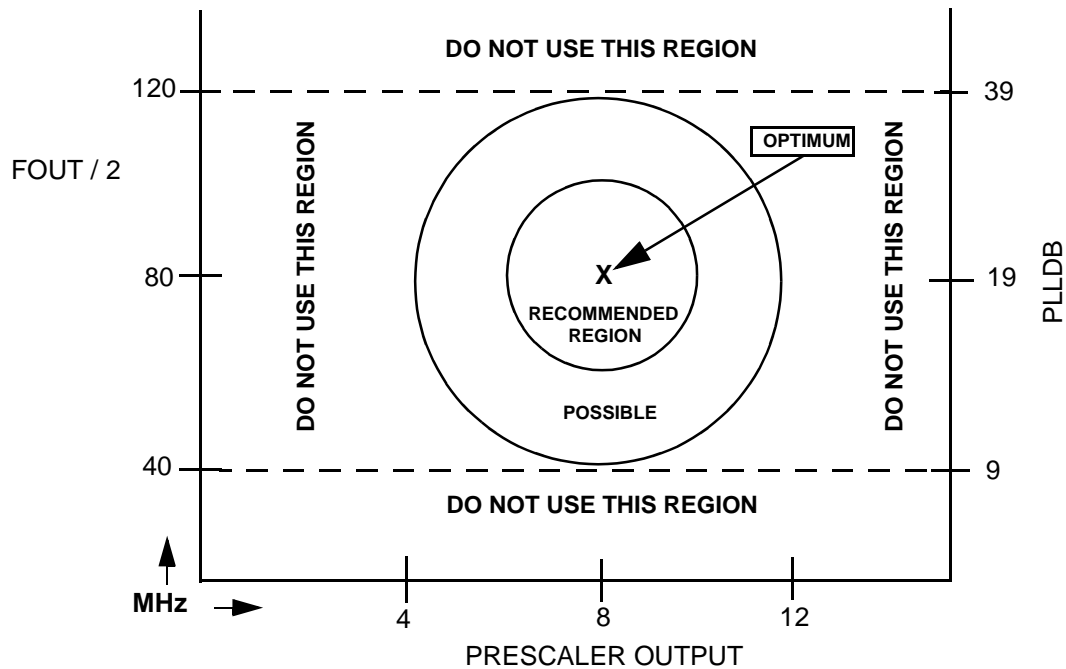 DO NOT USE THIS REGION
120
39
OPTIMUM
FOUT / 2
DO NOT USE THIS REGION
DO NOT USE THIS REGION
80
X
19
PLLDB
RECOMMENDED
REGION
POSSIBLE
40
9
DO NOT USE THIS REGION
MHz
4
8
12
PRESCALER OUTPUT